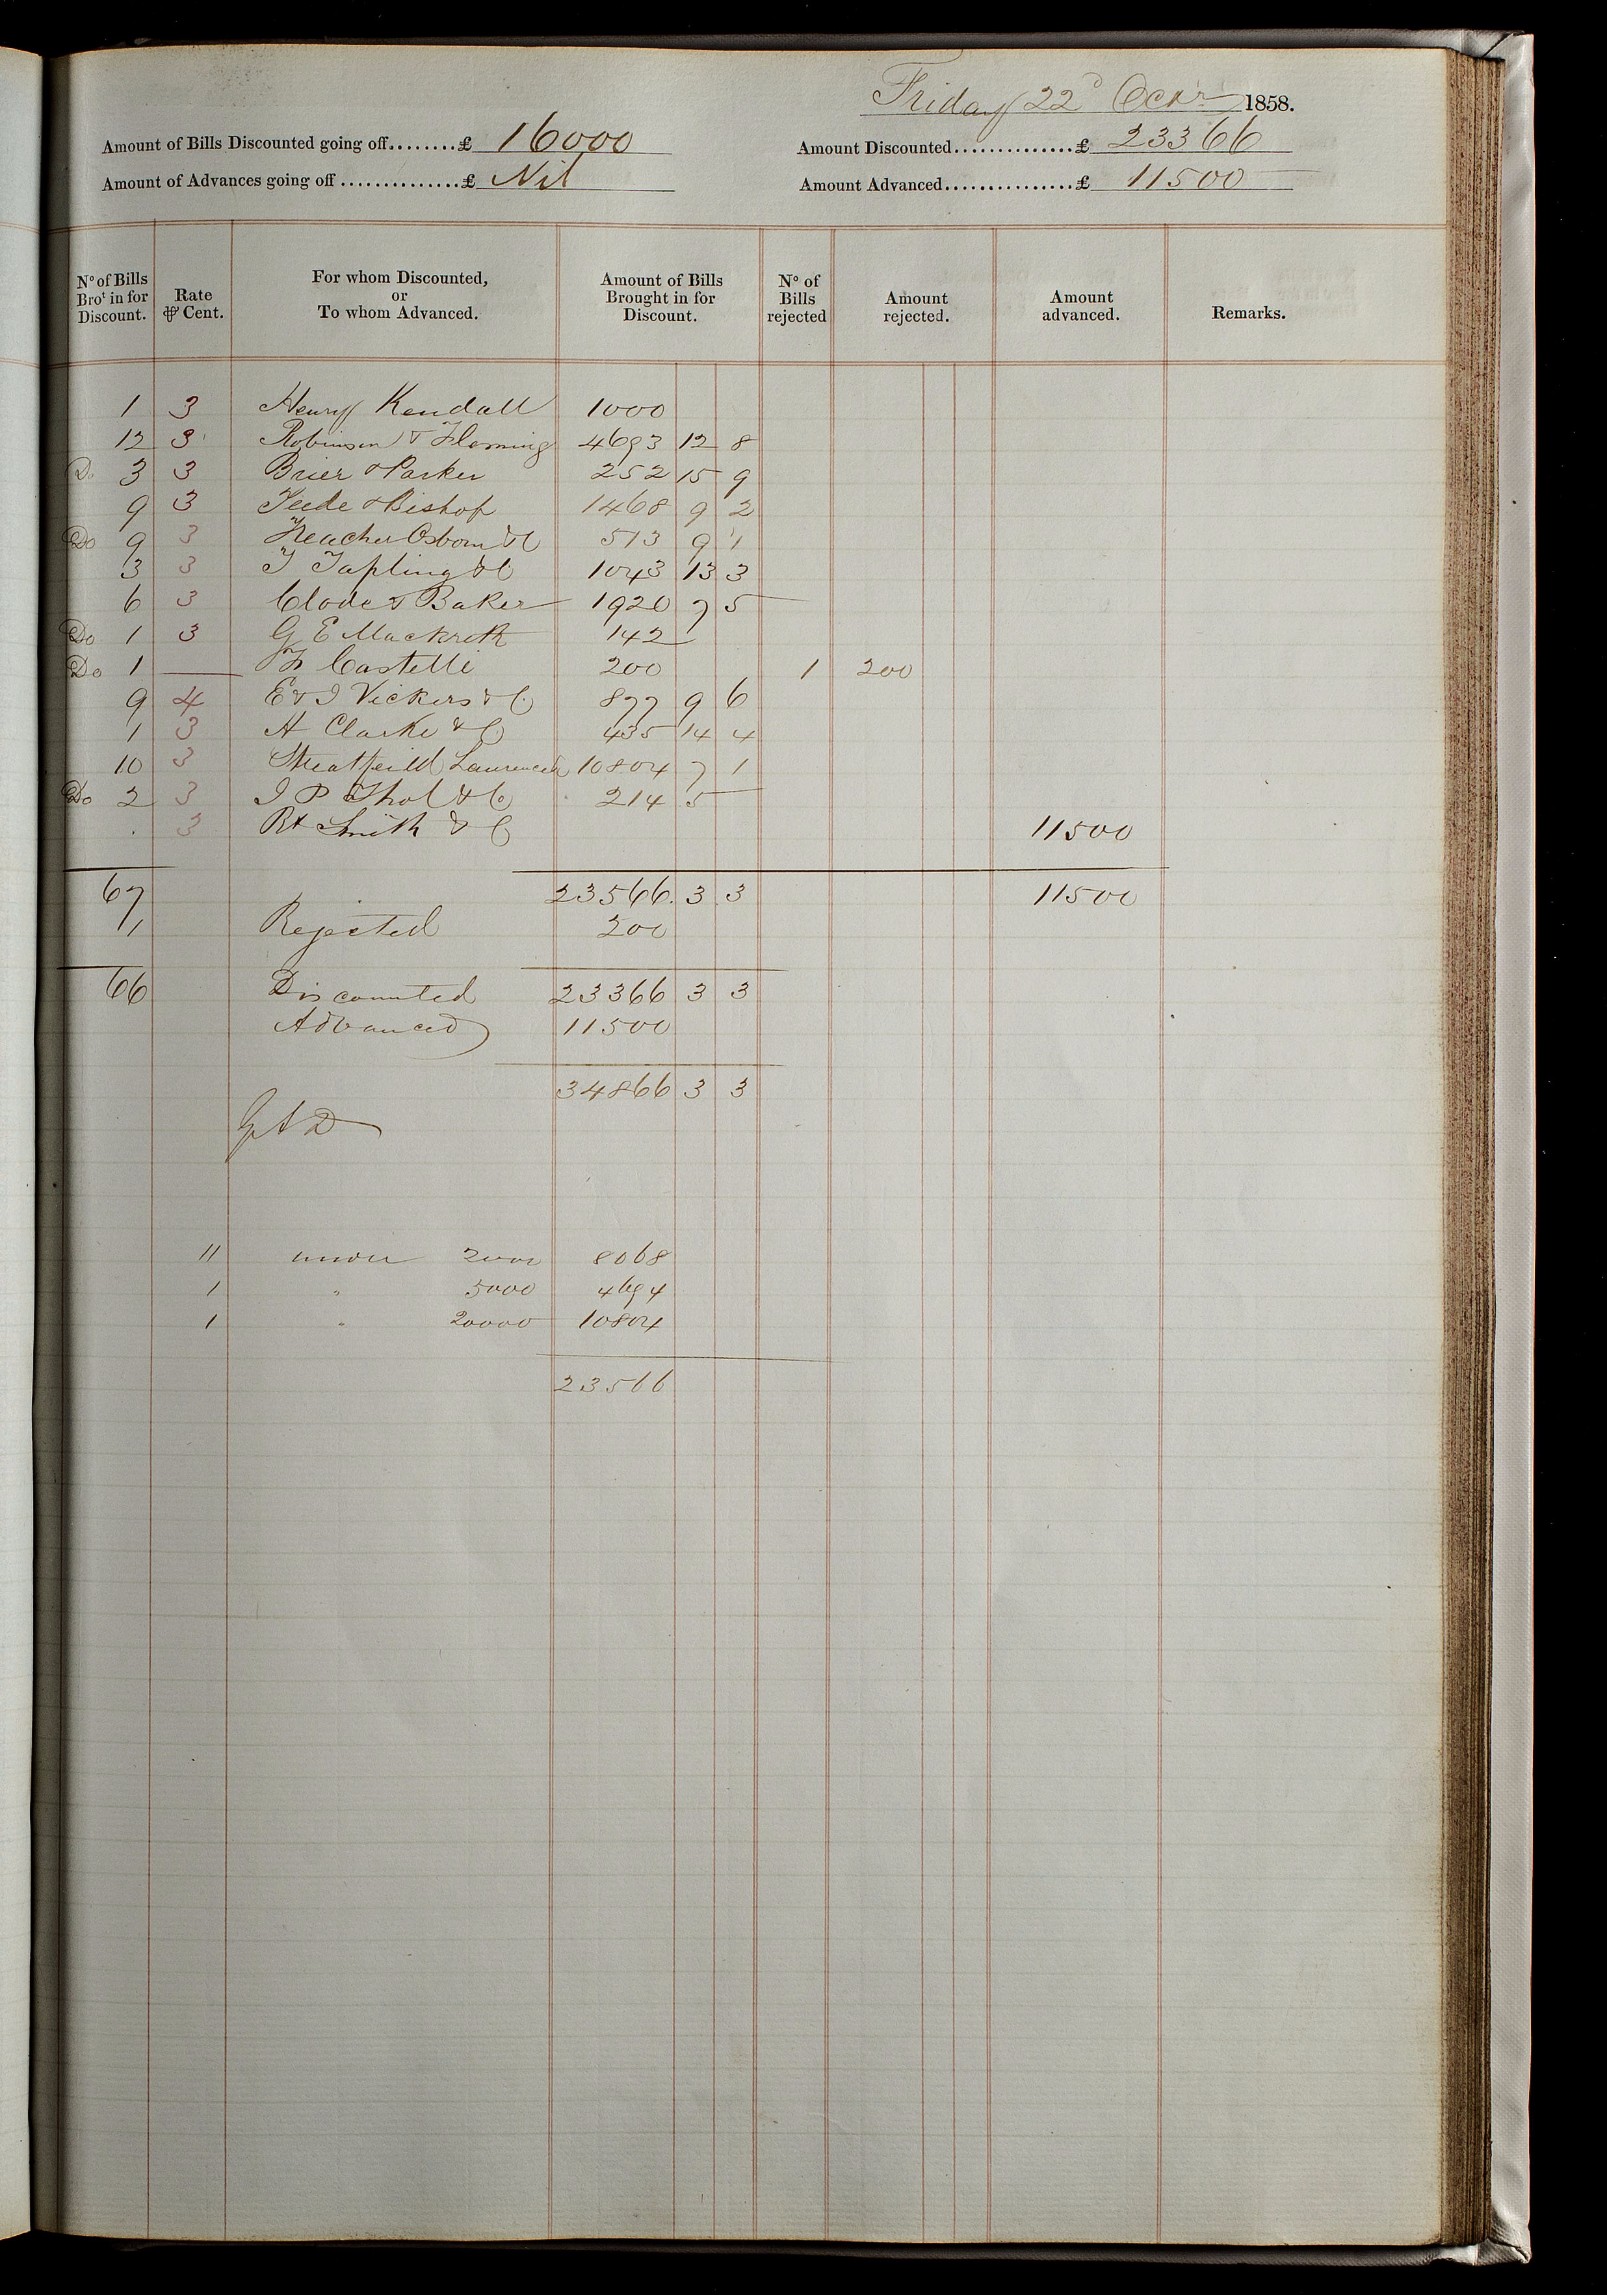 Friday 22d Octr 1858.
Amount of Bills Discounted going off........£ 16000
Amount Discounted..............£ 23366
Amount of Advances going off..............£ Nil
Amount Advanced...............£ 11500
No of Bills Brot in for Discount.
Rate ⅌ Cent.
For whom Discounted, or To whom Advanced.
Amount of Bills Brought in for Discount.
No of Bills rejected
Amount rejected.
Amount advanced.
Remarks.
1 3 Henry Kendall 1000
12 3 Robinson & Fleming 4693 12 8
Do 3 3 Brier & Parker 252 15 9
9 3 Teede & Bishop 1468 9 2
Do 9 3 Heacher Osborn & Co 513 9 1
3 3 T Tapling & Co 1043 13 3
6 3 Clode & Baker 1920 7 5
Do 1 3 G E Mackreth 142
Do 1 — Castelli 200 1 200
9 4 E & J Vickers & Co 877 9 6
1 3 H Clarke & Co 435 14 4
10 3 Streatfeild Laurence 10804 7 1
Do 2 3 I P & Co 214 5 —
3 Rt Smith & Co 11500
67 23566 3 3 11500
1 Rejected 200
66 Discounted 23366 3 3
Advanced 11500
34866 3 3
11 under 2000 8068
1 " 5000 4694
1 " 20000 10804
23566